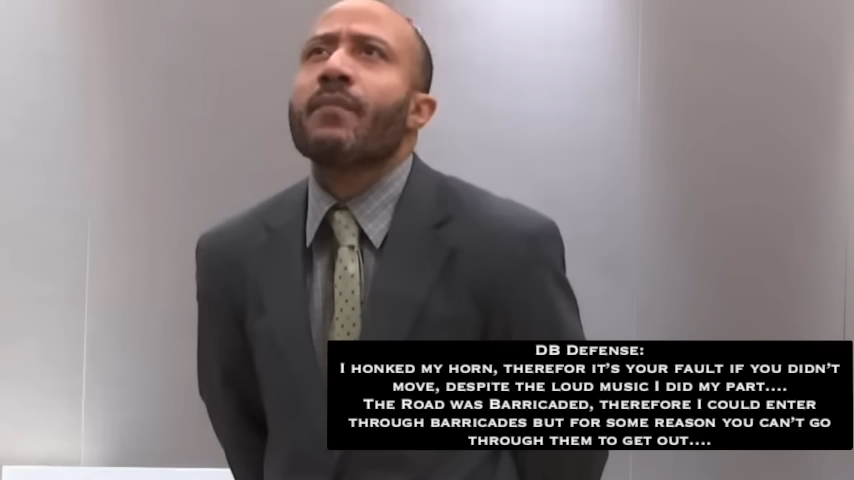 DB Defense:
I honked my horn, therefor it's your fault if you didn't
move, despite the loud music I did my part....
The Road was Barricaded, therefore I could enter
through barricades but for some reason you can't go
through them to get out....